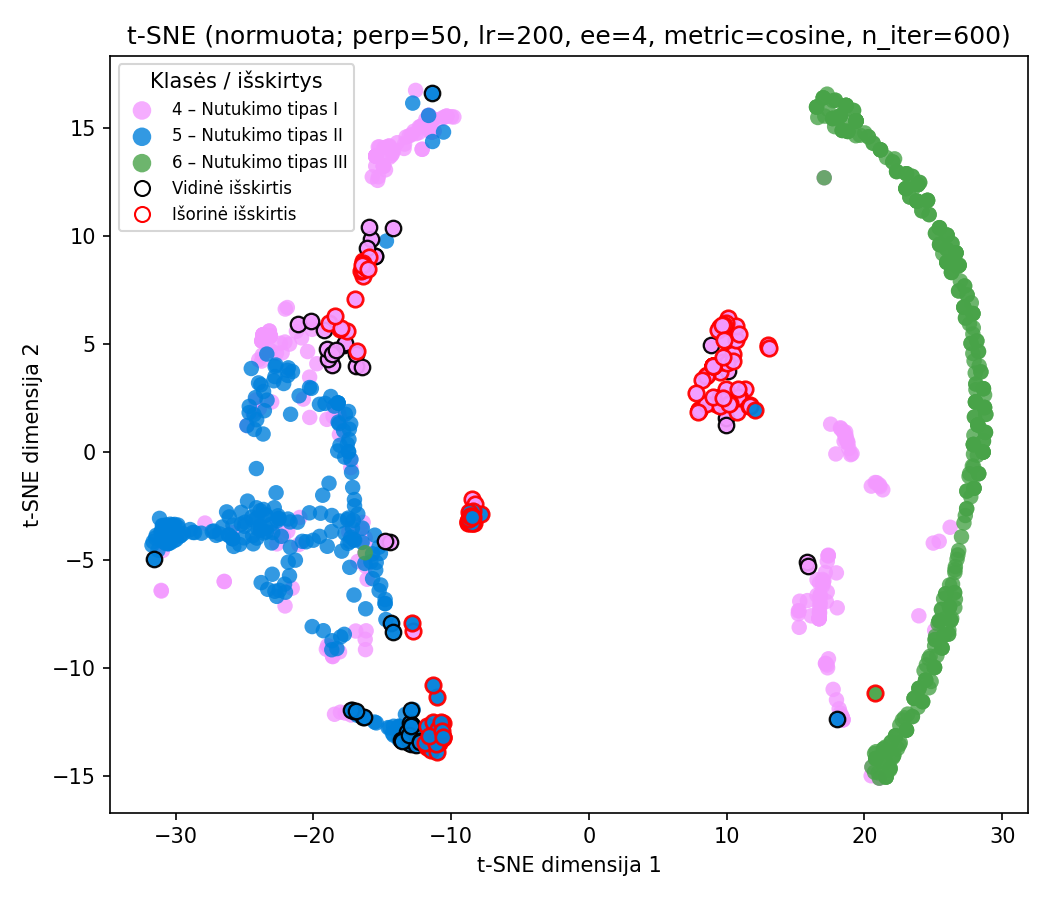 t-SNE (normuota; perp=50, lr=200, ee=4, metric=cosine, n_iter=600)
Klasės / išskirtys
4 – Nutukimo tipas I
5 – Nutukimo tipas II
6 – Nutukimo tipas III
Vidinė išskirtis
Išorinė išskirtis
t-SNE dimensija 2
15
10
5
0
−5
−10
−15
−30
−20
−10
0
10
20
30
t-SNE dimensija 1